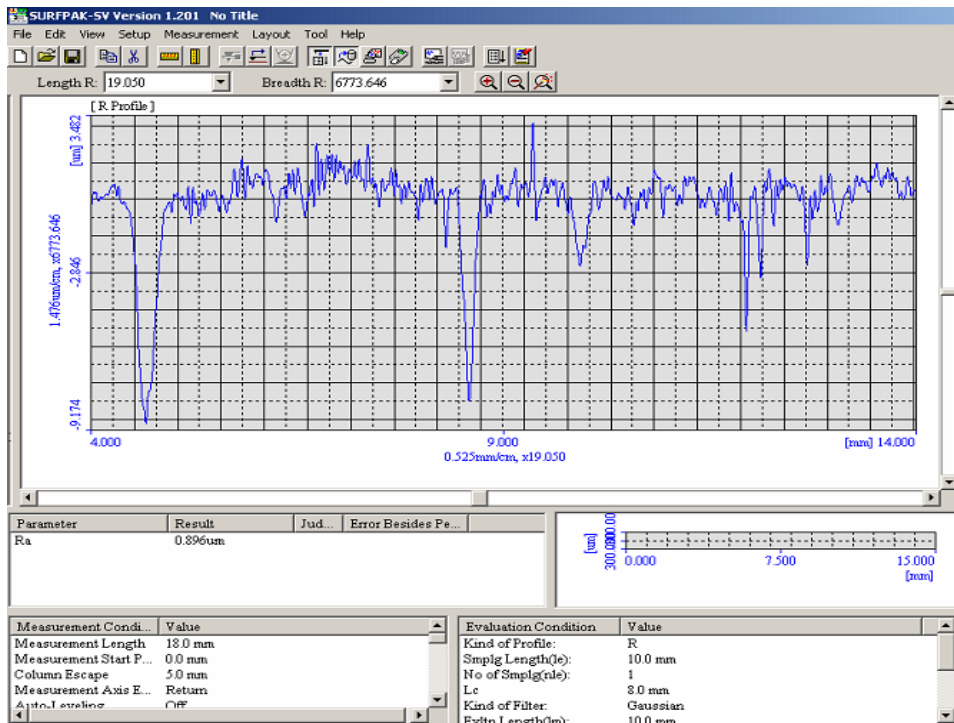 SURFPAK-SV Version 1.201 No Title
File Edit View Setup Measurement Layout Tool Help
Length R: 19.050 Breadth R: 6773.646
[ R Profile ]
[um] 3.482
-2.846
-9.174
1.476um/cm, x6773.646
4.000 9.000 [mm] 14.000
0.525mm/cm, x19.050
Parameter Result Jud... Error Besides Pe...
Ra 0.896um
[um]
0.000 7.500 15.000
[mm]
Measurement Condi... Value
Measurement Length 18.0 mm
Measurement Start P... 0.0 mm
Column Escape 5.0 mm
Measurement Axis E... Return
Auto-Leveling Off
Evaluation Condition Value
Kind of Profile: R
Smplg Length(le): 10.0 mm
No of Smplg(nle): 1
Lc 8.0 mm
Kind of Filter: Gaussian
Evltn Length(lm): 10.0 mm